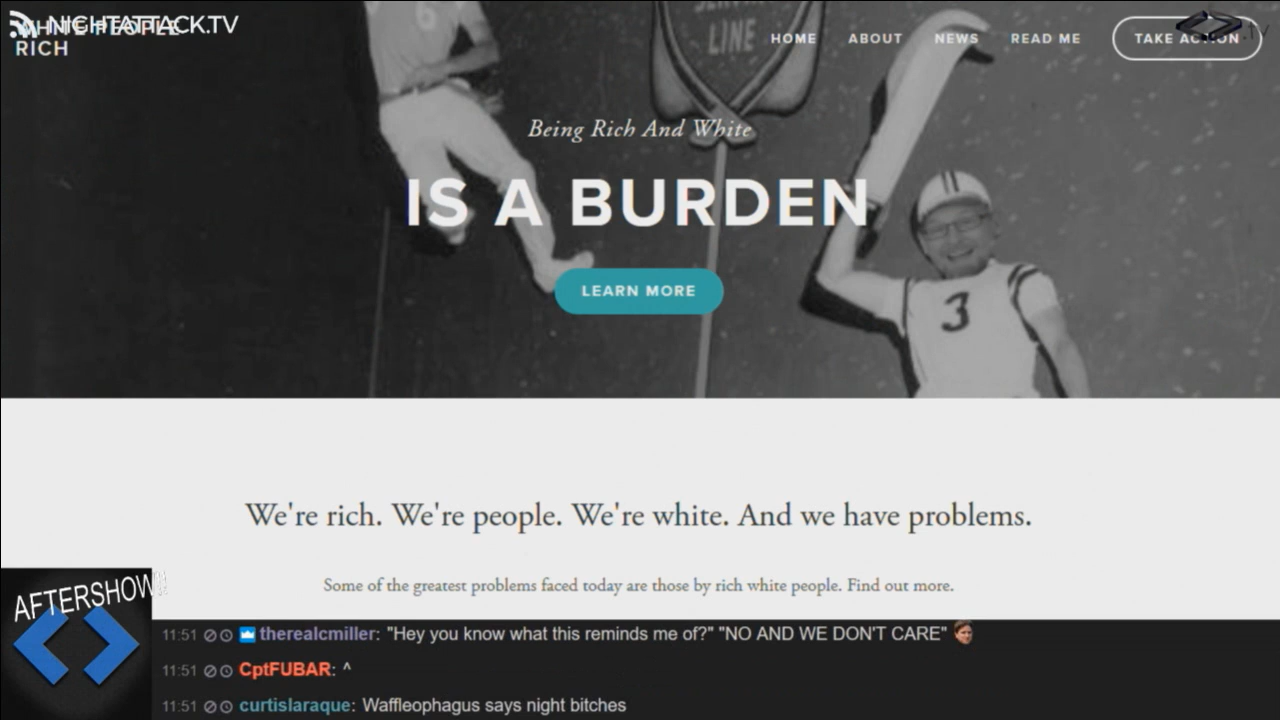 NIGHTATTACK.TV
WHITE PEOPLE
RICH
HOME
ABOUT
NEWS
READ ME
TAKE ACTION
.tv
6
LINE
Being Rich And White
IS A BURDEN
LEARN MORE
3
We're rich. We're people. We're white. And we have problems.
Some of the greatest problems faced today are those by rich white people. Find out more.
AFTERSHOW!!
11:51 therealcmiller: "Hey you know what this reminds me of?" "NO AND WE DON'T CARE"
11:51 CptFUBAR: ^
11:51 curtislaraque: Waffleophagus says night bitches